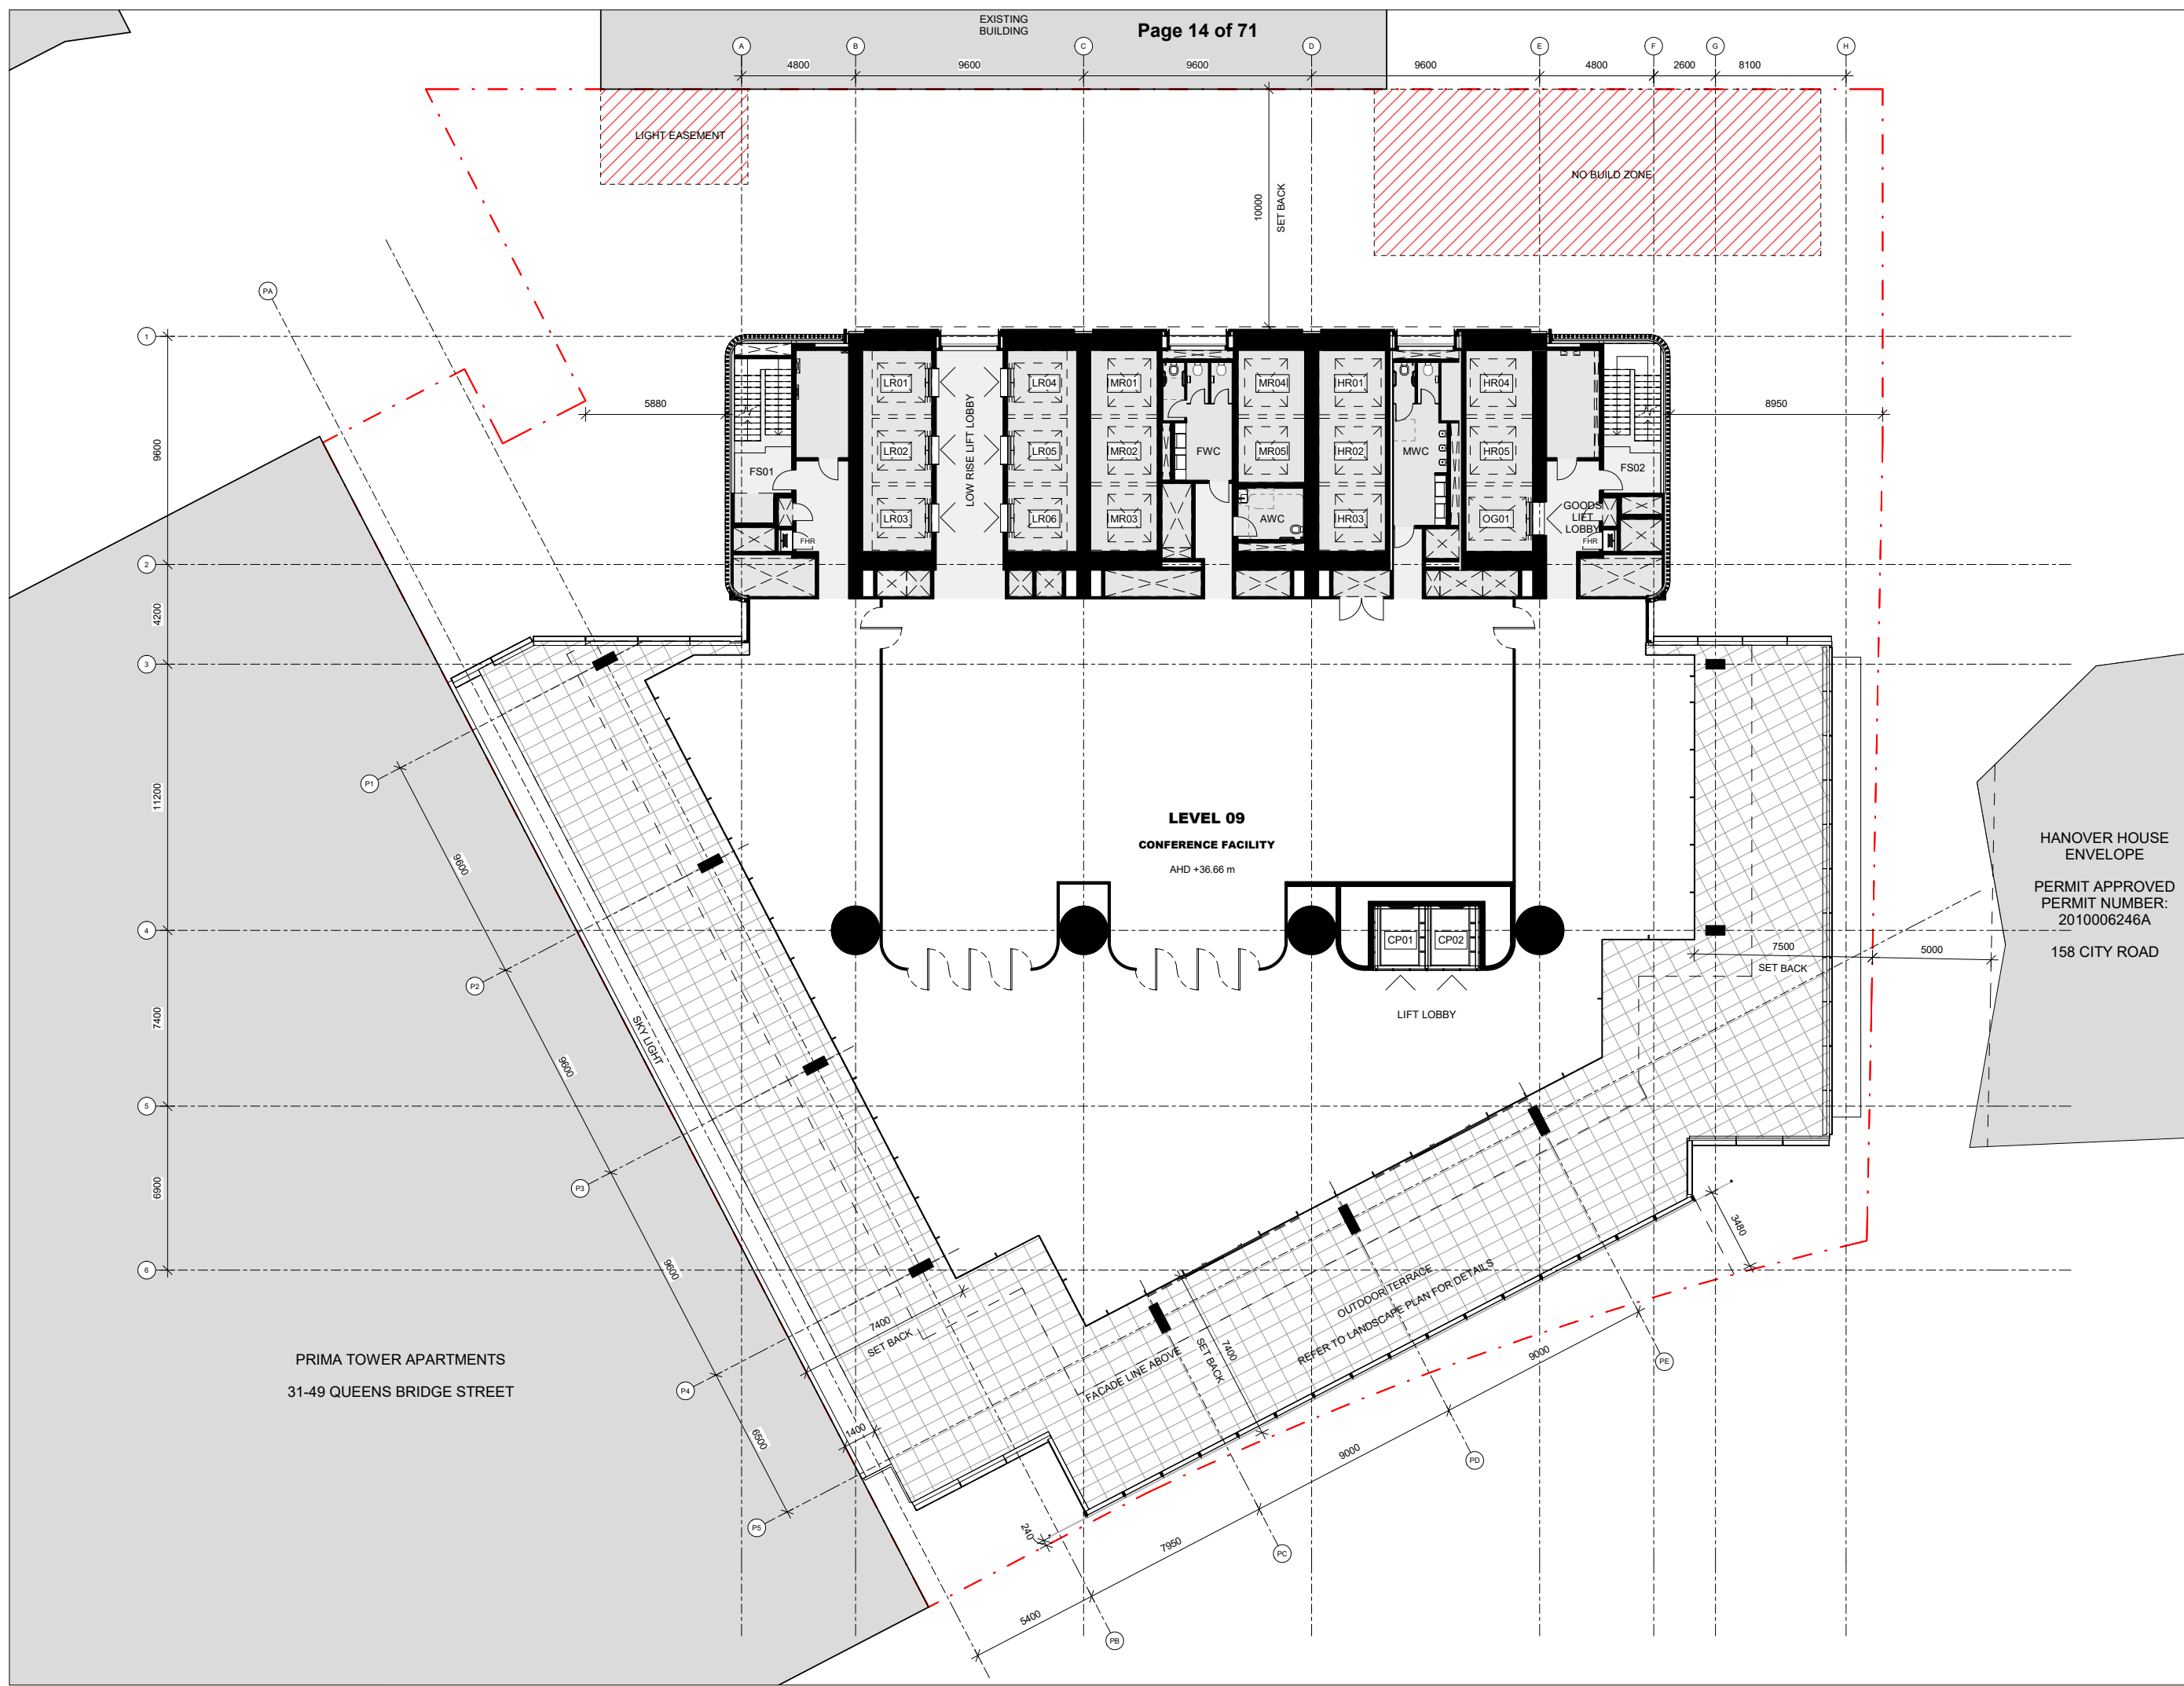 EXISTING
BUILDING
Page 14 of 71
A
B
C
D
E
F
G
H
4800
9600
9600
9600
4800
2600
8100
LIGHT EASEMENT
NO BUILD ZONE
10000
SET BACK
PA
1
9600
5880
8950
LR01
LR04
MR01
MR04
HR01
HR04
LOW RISE LIFT LOBBY
LR02
LR05
MR02
FWC
MR05
HR02
MWC
HR05
FS01
FS02
LR03
LR06
MR03
AWC
HR03
OG01
GOODS
LIFT
LOBBY
FHR
FHR
2
4200
3
P1
11200
9600
LEVEL 09
CONFERENCE FACILITY
AHD +36.66 m
HANOVER HOUSE
ENVELOPE
PERMIT APPROVED
PERMIT NUMBER:
2010006246A
158 CITY ROAD
4
CP01
CP02
7500
SET BACK
5000
P2
7400
SKY LIGHT
LIFT LOBBY
9600
5
P3
6900
3480
6
9600
7400
SET BACK
OUTDOOR TERRACE
REFER TO LANDSCAPE PLAN FOR DETAILS
7400
SET BACK
FACADE LINE ABOVE
PRIMA TOWER APARTMENTS
31-49 QUEENS BRIDGE STREET
P4
9000
PE
1400
6500
9000
PD
P5
240
7950
PC
5400
PB